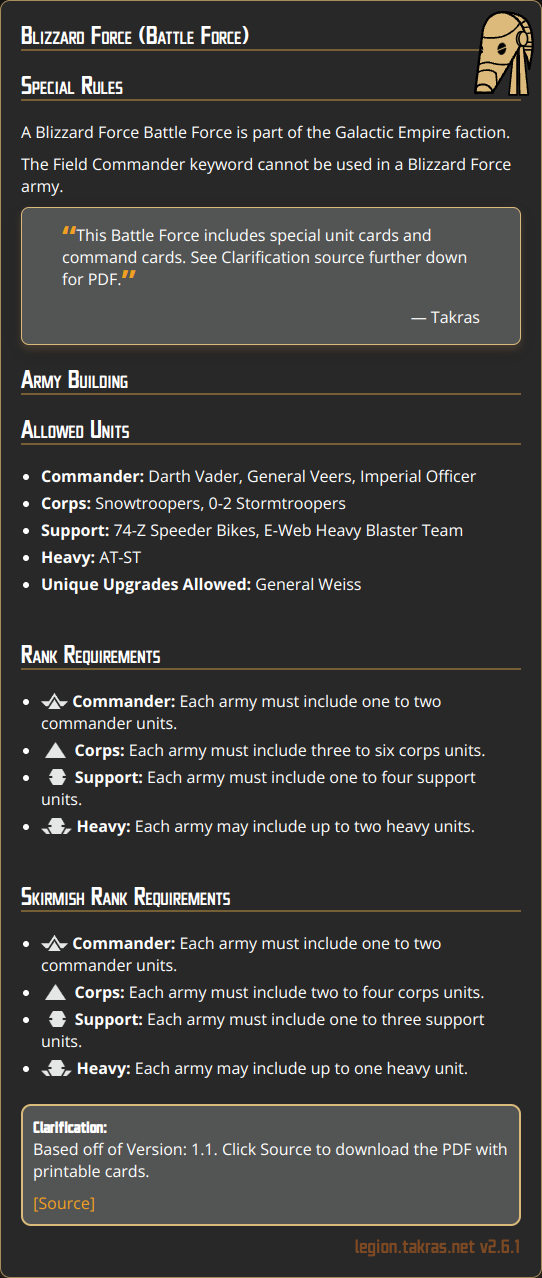 Blizzard Force (Battle Force)
Special Rules
A Blizzard Force Battle Force is part of the Galactic Empire faction.
The Field Commander keyword cannot be used in a Blizzard Force
army.
"This Battle Force includes special unit cards and
command cards. See Clarification source further down
for PDF."
— Takras
Army Building
Allowed Units
• Commander: Darth Vader, General Veers, Imperial Officer
• Corps: Snowtroopers, 0-2 Stormtroopers
• Support: 74-Z Speeder Bikes, E-Web Heavy Blaster Team
• Heavy: AT-ST
• Unique Upgrades Allowed: General Weiss
Rank Requirements
• Commander: Each army must include one to two
commander units.
• Corps: Each army must include three to six corps units.
• Support: Each army must include one to four support
units.
• Heavy: Each army may include up to two heavy units.
Skirmish Rank Requirements
• Commander: Each army must include one to two
commander units.
• Corps: Each army must include two to four corps units.
• Support: Each army must include one to three support
units.
• Heavy: Each army may include up to one heavy unit.
Clarification:
Based off of Version: 1.1. Click Source to download the PDF with
printable cards.
[Source]
legion.takras.net v2.6.1